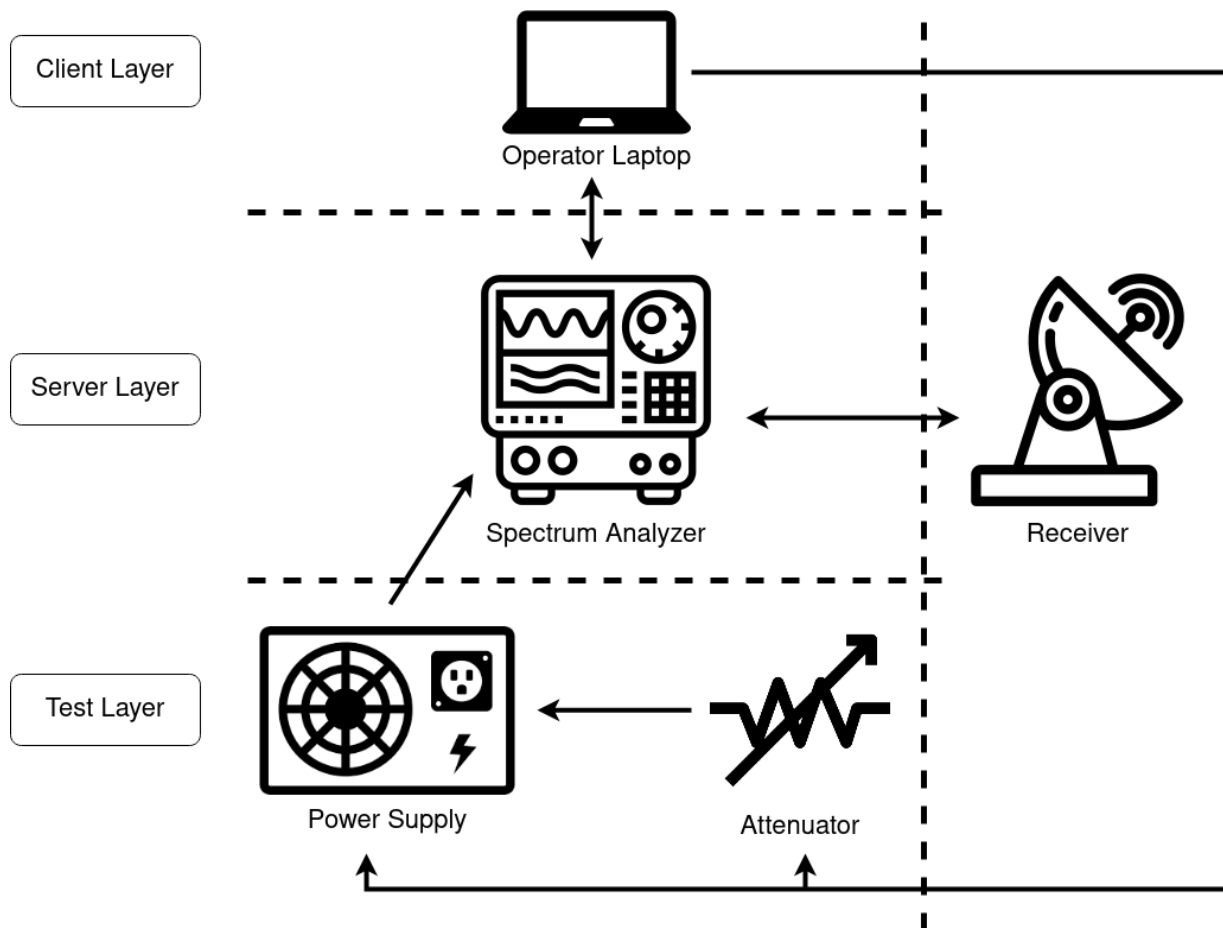 Client Layer
Operator Laptop
Server Layer
Spectrum Analyzer
Receiver
Test Layer
Power Supply
Attenuator